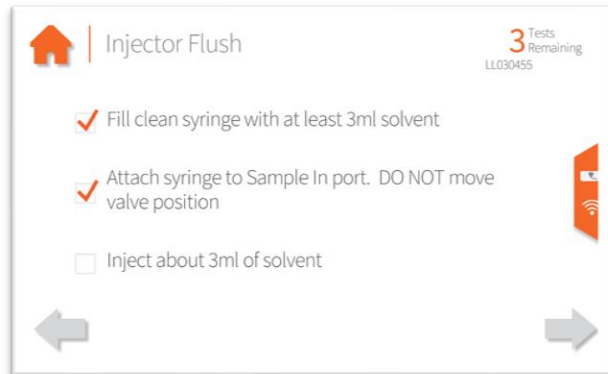 Injector Flush
3 Tests
Remaining
LL030455
Fill clean syringe with at least 3ml solvent
Attach syringe to Sample In port.  DO NOT move
valve position
Inject about 3ml of solvent